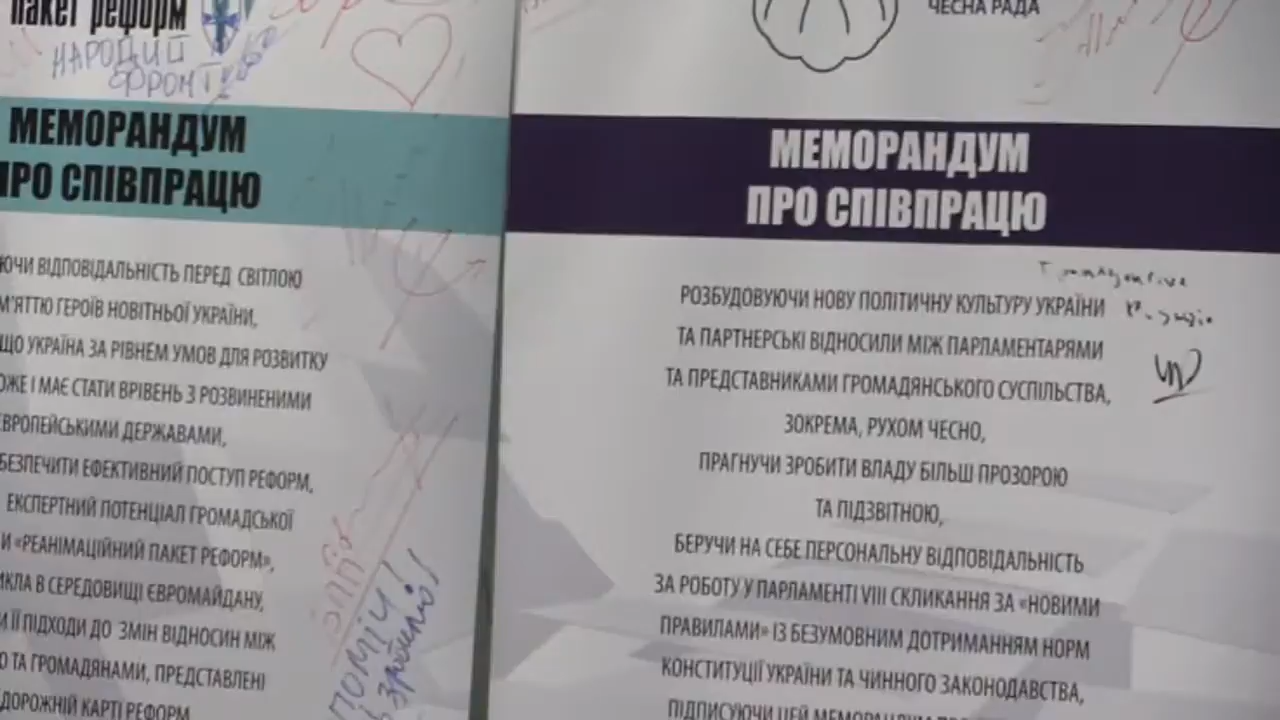 пакет реформ
НАРОДНИЙ
ФРОНТ
МЕМОРАНДУМ
ПРО СПІВПРАЦЮ
ВІДПОВІДАЛЬНІСТЬ ПЕРЕД СВІТЛОЮ
ГЕРОЇВ НОВІТНЬОЇ УКРАЇНИ,
ЩО УКРАЇНА ЗА РІВНЕМ УМОВ ДЛЯ РОЗВИТКУ
І МАЄ СТАТИ ВРІВЕНЬ З РОЗВИНЕНИМИ
ЄВРОПЕЙСЬКИМИ ДЕРЖАВАМИ,
ЕФЕКТИВНИЙ ПОСТУП РЕФОРМ,
ЕКСПЕРТНИЙ ПОТЕНЦІАЛ ГРОМАДСЬКОЇ
«РЕАНІМАЦІЙНИЙ ПАКЕТ РЕФОРМ»,
В СЕРЕДОВИЩІ ЄВРОМАЙДАНУ,
ЇЇ ПІДХОДИ ДО ЗМІН ВІДНОСИН МІЖ
ТА ГРОМАДЯНАМИ, ПРЕДСТАВЛЕНІ
ДОРОЖНІЙ КАРТІ РЕФОРМ
ЧЕСНА РАДА
МЕМОРАНДУМ
ПРО СПІВПРАЦЮ
РОЗБУДОВУЮЧИ НОВУ ПОЛІТИЧНУ КУЛЬТУРУ УКРАЇНИ
ТА ПАРТНЕРСЬКІ ВІДНОСИЛИ МІЖ ПАРЛАМЕНТАРЯМИ
ТА ПРЕДСТАВНИКАМИ ГРОМАДЯНСЬКОГО СУСПІЛЬСТВА,
ЗОКРЕМА, РУХОМ ЧЕСНО,
ПРАГНУЧИ ЗРОБИТИ ВЛАДУ БІЛЬШ ПРОЗОРОЮ
ТА ПІДЗВІТНОЮ,
БЕРУЧИ НА СЕБЕ ПЕРСОНАЛЬНУ ВІДПОВІДАЛЬНІСТЬ
ЗА РОБОТУ У ПАРЛАМЕНТІ VIII СКЛИКАННЯ ЗА «НОВИМИ
ПРАВИЛАМИ» ІЗ БЕЗУМОВНИМ ДОТРИМАННЯМ НОРМ
КОНСТИТУЦІЇ УКРАЇНИ ТА ЧИННОГО ЗАКОНОДАВСТВА,
ПІДПИСУЮЧИ ЦЕЙ МЕМОРАНДУМ